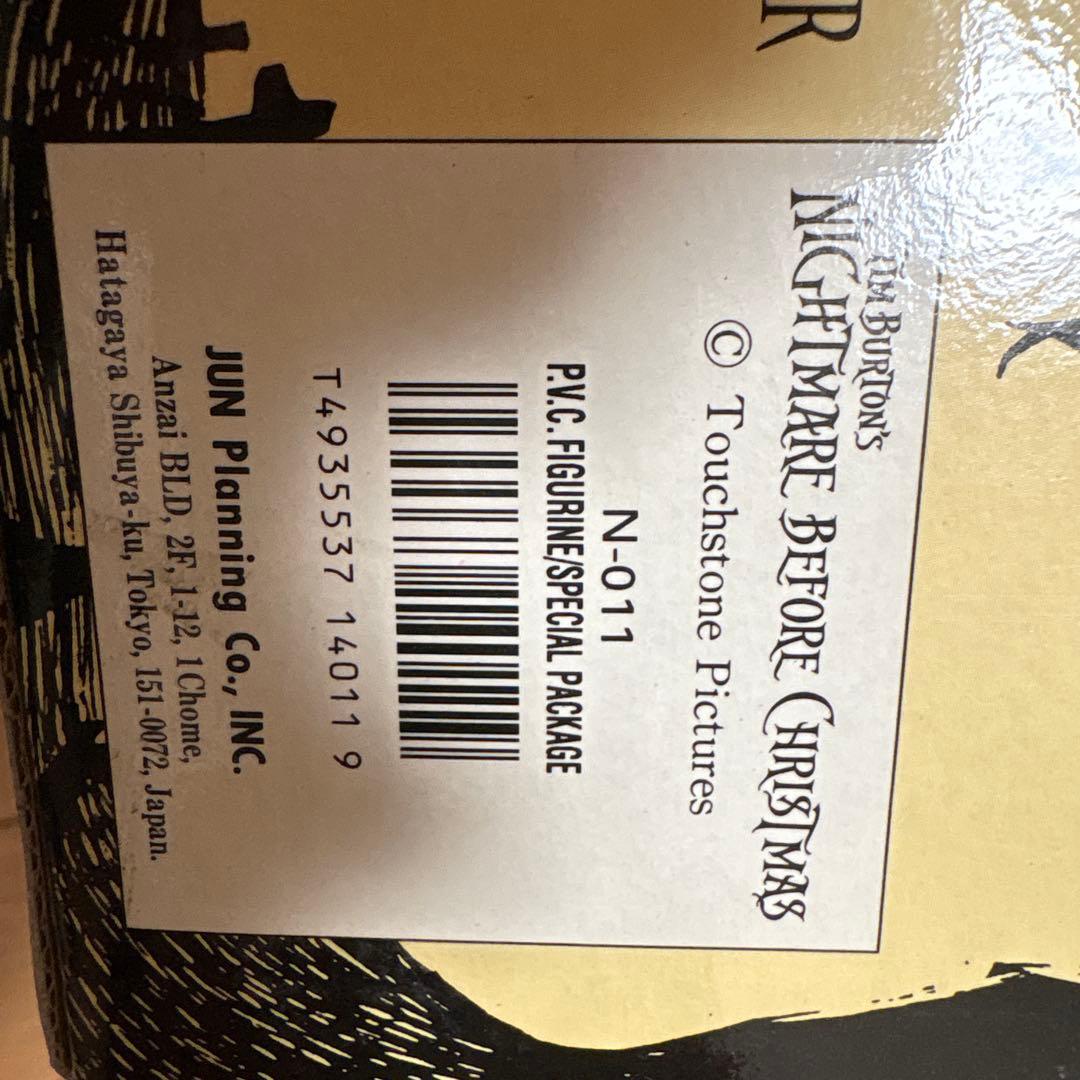 R
TIM BURTON'S
NIGHTMARE BEFORE CHRISTMAS
© Touchstone Pictures
N-011
P.V.C. FIGURINE/SPECIAL PACKAGE
T4935537 14011 9
JUN Planning Co., INC.
Anzai BLD, 2F, 1-12, 1Chome,
Hatagaya Shibuya-ku, Tokyo, 151-0072, Japan.